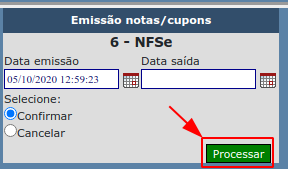 Emissão notas/cupons
6 - NFSe
Data emissão Data saída
05/10/2020 12:59:23
Selecione:
Confirmar
Cancelar
Processar